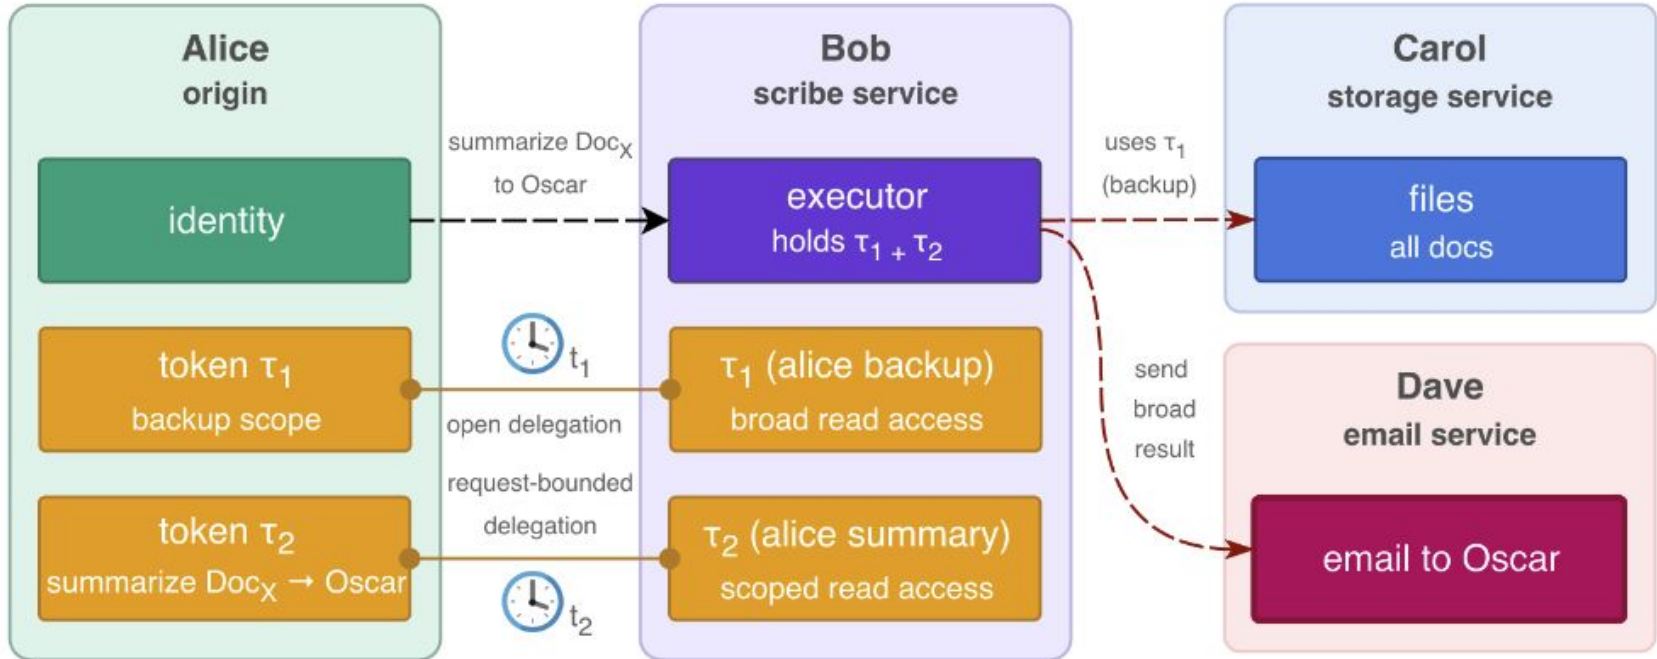 Alice
origin
identity
token τ₁
backup scope
token τ₂
summarize Docₓ → Oscar
summarize Docₓ
to Oscar
t₁
open delegation
request-bounded
delegation
t₂
Bob
scribe service
executor
holds τ₁ + τ₂
τ₁ (alice backup)
broad read access
τ₂ (alice summary)
scoped read access
uses τ₁
(backup)
send
broad
result
Carol
storage service
files
all docs
Dave
email service
email to Oscar